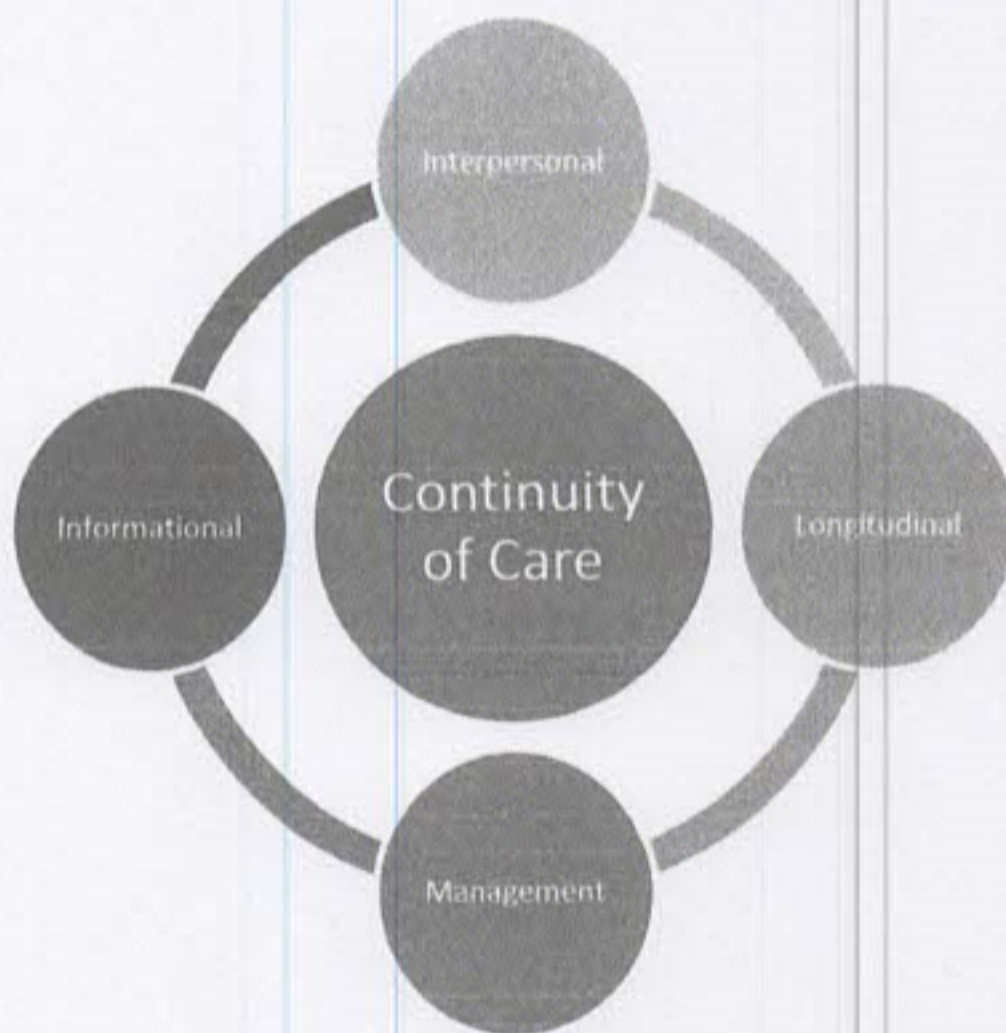 Interpersonal
Informational
Continuity
of Care
Longitudinal
Management